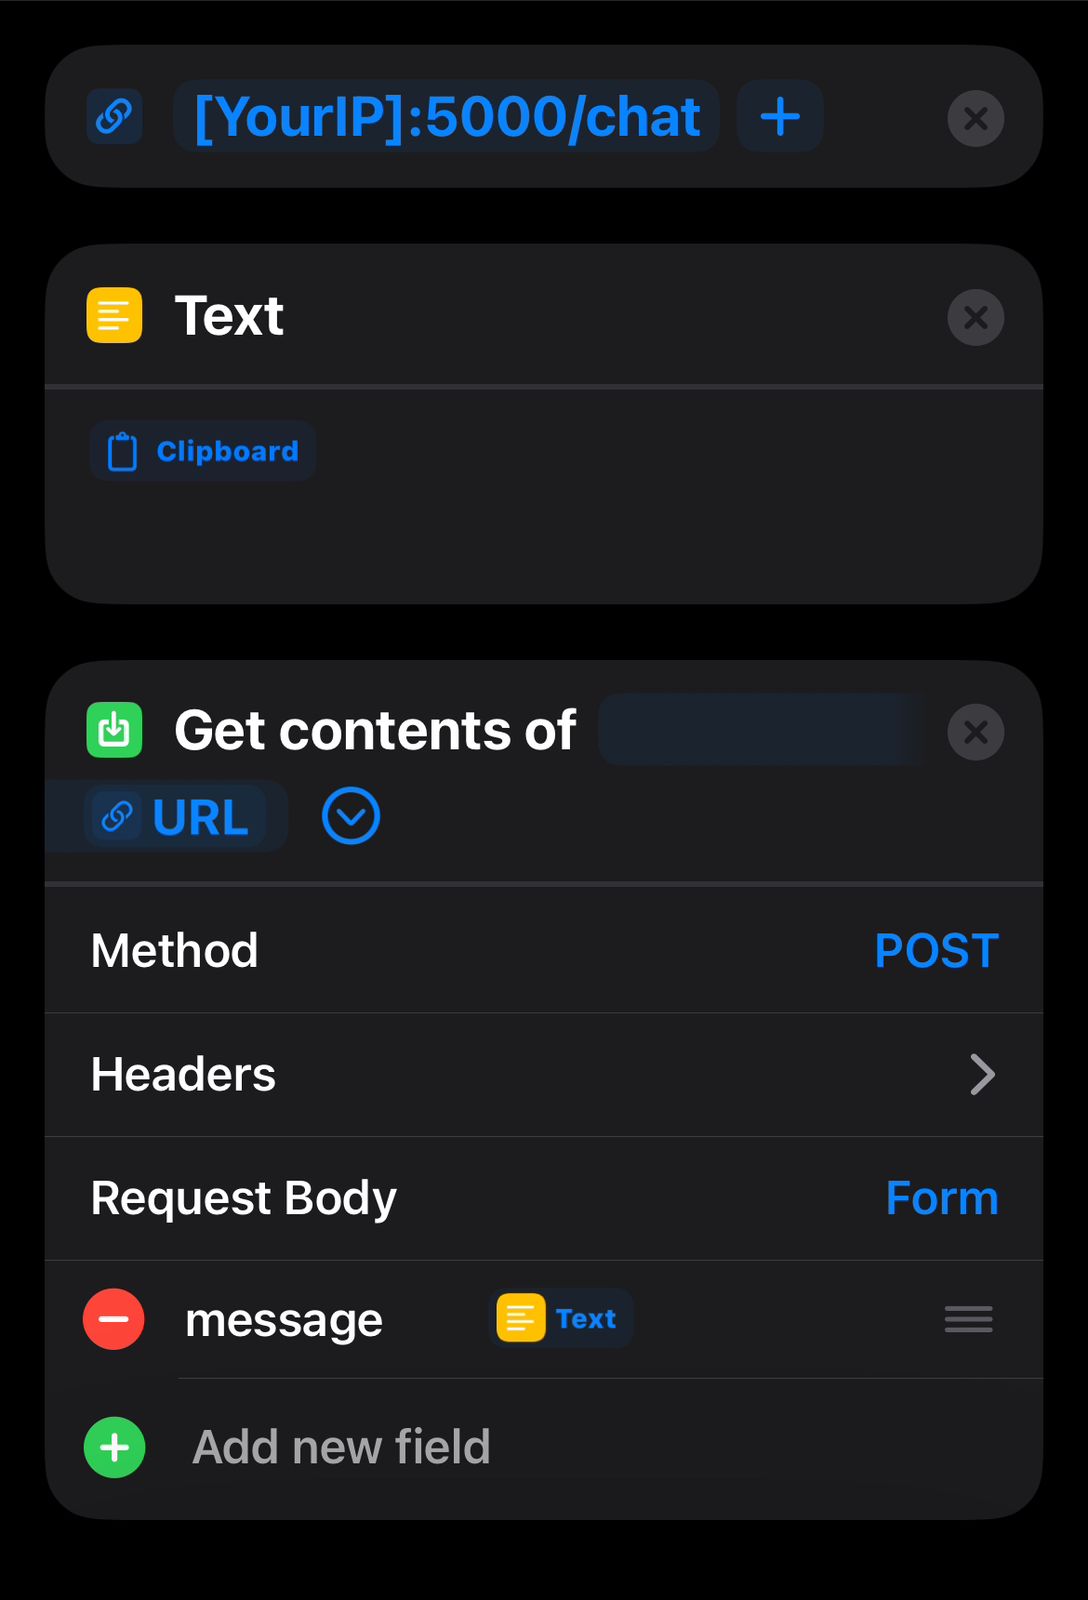 [YourIP]:5000/chat
Text
Clipboard
Get contents of
URL
Method POST
Headers
Request Body Form
message Text
Add new field